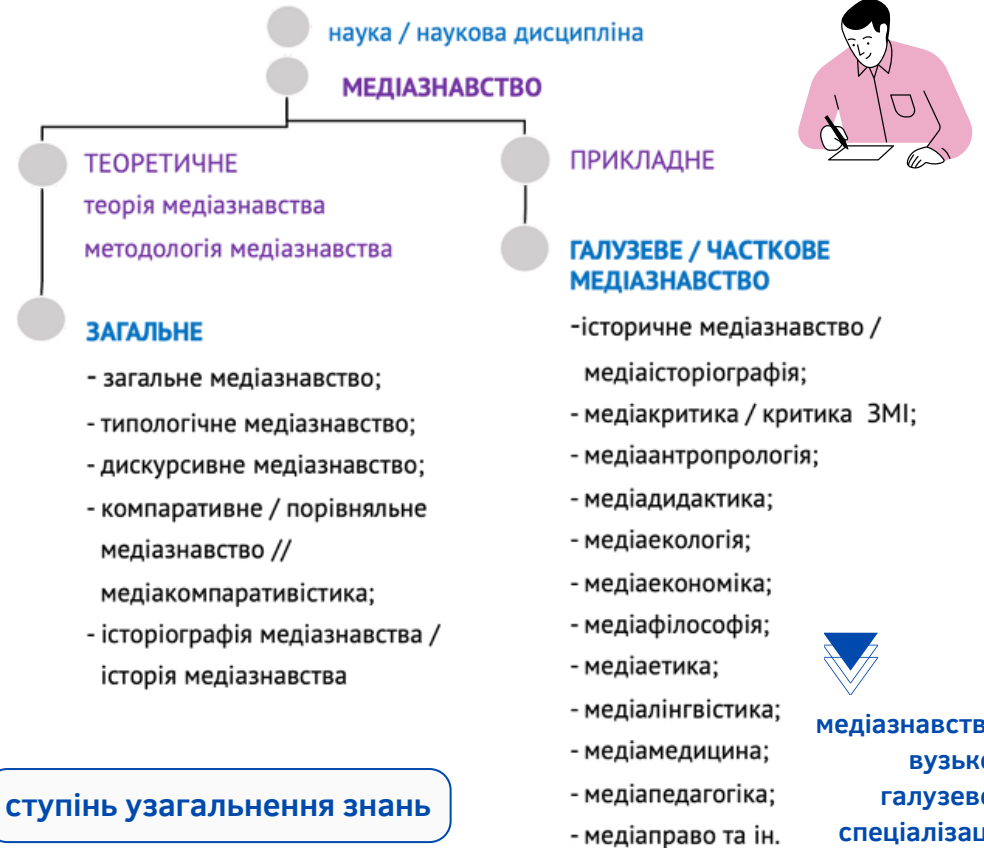 наука / наукова дисципліна
МЕДІАЗНАВСТВО
ТЕОРЕТИЧНЕ
теорія медіазнавства
методологія медіазнавства
ЗАГАЛЬНЕ
- загальне медіазнавство;
- типологічне медіазнавство;
- дискурсивне медіазнавство;
- компаративне / порівняльне
медіазнавство //
медіакомпаративістика;
- історіографія медіазнавства /
історія медіазнавства
ступінь узагальнення знань
ПРИКЛАДНЕ
ГАЛУЗЕВЕ / ЧАСТКОВЕ
МЕДІАЗНАВСТВО
-історичне медіазнавство /
медіаісторіографія;
- медіакритика / критика ЗМІ;
- медіаантропрологія;
- медіадидактика;
- медіаекологія;
- медіаекономіка;
- медіафілософія;
- медіаетика;
- медіалінгвістика;
- медіамедицина;
- медіапедагогіка;
- медіаправо та ін.